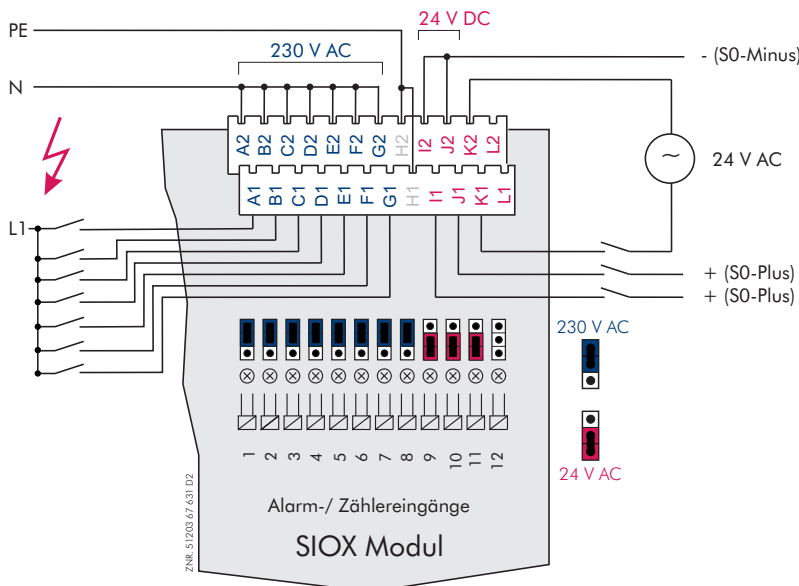 PE
24 V DC
230 V AC
- (S0-Minus)
N
A2 B2 C2 D2 E2 F2 G2 H2 I2 J2 K2 L2
~
24 V AC
A1 B1 C1 D1 E1 F1 G1 H1 I1 J1 K1 L1
L1
+ (S0-Plus)
+ (S0-Plus)
230 V AC
1 2 3 4 5 6 7 8 9 10 11 12
24 V AC
ZNR. 51203 67 631 D2
Alarm-/ Zählereingänge
SIOX Modul